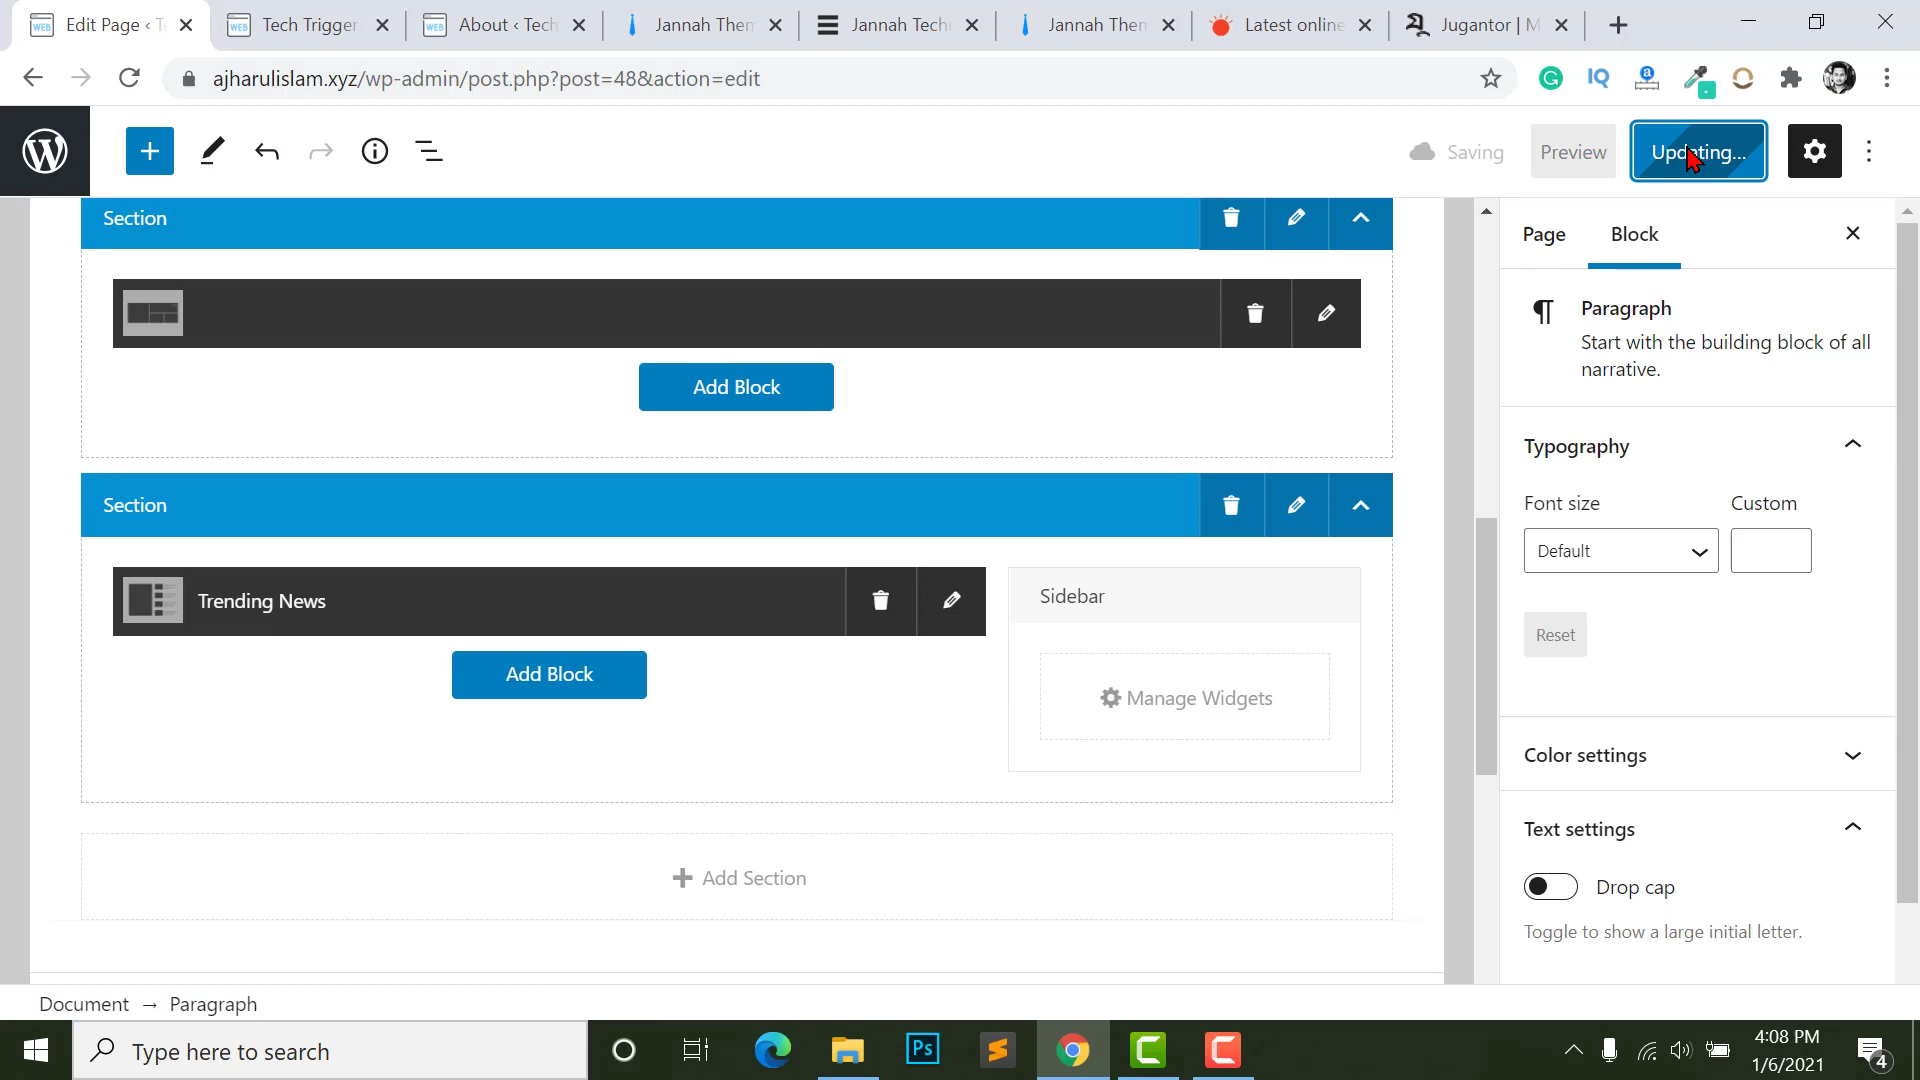 Edit Page ‹ T
Tech Trigger
About ‹ Tech
Jannah Them
Jannah Tech
Jannah Them
Latest online
Jugantor | M
ajharulislam.xyz/wp-admin/post.php?post=48&action=edit
Saving
Preview
Updating...
Section
Page
Block
Paragraph
Start with the building block of all
narrative.
Add Block
Typography
Section
Font size
Custom
Default
Trending News
Sidebar
Reset
Add Block
Manage Widgets
Color settings
Text settings
Add Section
Drop cap
Toggle to show a large initial letter.
Document → Paragraph
Type here to search
Ps
4:08 PM
1/6/2021
4